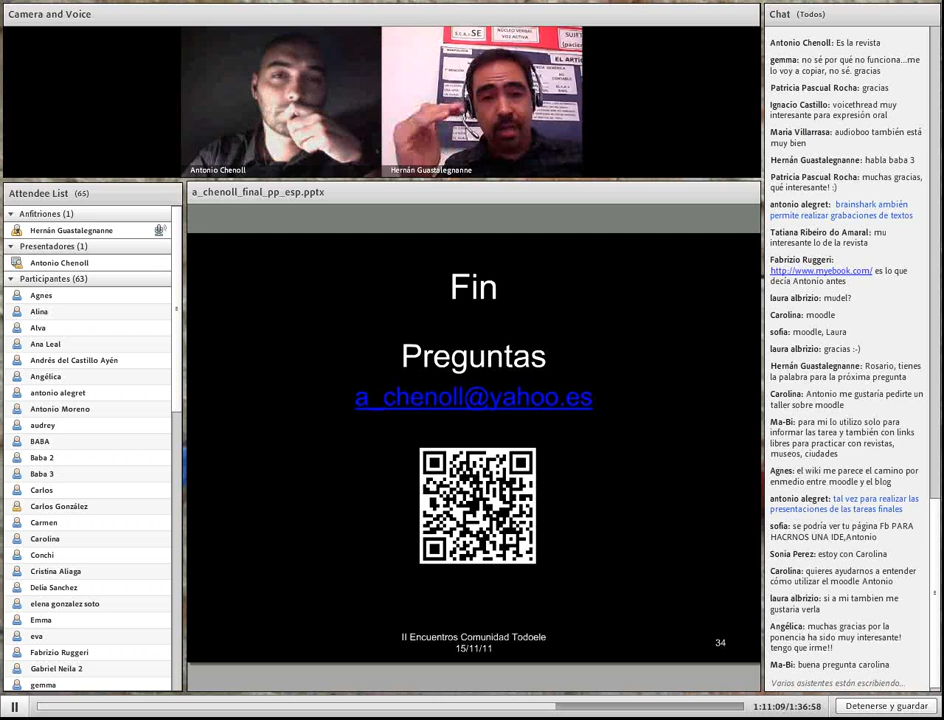 Camera and Voice
SUJET
NÚCLEO VERBAL
VOZ ACTIVA
SE
Antonio Chenoll
Hernán Guastalegnanne
Attendee List (65)
Anfitriones (1)
Hernán Guastalegnanne
Presentadores (1)
Antonio Chenoll
Participantes (63)
Agnes
Alina
Alva
Ana Leal
Andrés del Castillo Ayén
Angélica
antonio alegret
Antonio Moreno
audrey
BABA
Baba 2
Baba 3
Carlos
Carlos González
Carmen
Carolina
Conchi
Cristina Aliaga
Delia Sanchez
elena gonzalez soto
Emma
eva
Fabrizio Ruggeri
Gabriel Neila 2
gemma
a_chenoll_final_pp_esp.pptx
Fin
Preguntas
a_chenoll@yahoo.es
II Encuentros Comunidad Todoele
15/11/11
34
Chat (Todos)
Antonio Chenoll: Es la revista
gemma: no sé por qué no funciona...me
lo voy a copiar, no sé. gracias
Patricia Pascual Rocha: gracias
Ignacio Castillo: voicethread muy
interesante para expresión oral
Maria Villarrasa: audioboo también está
muy bien
Hernán Guastalegnanne: habla baba 3
Patricia Pascual Rocha: muchas gracias,
qué interesante! :)
antonio alegret: brainshark ambién
permite realizar grabaciones de textos
Tatiana Ribeiro do Amaral: mu
interesante lo de la revista
Fabrizio Ruggeri:
http://www.myebook.com/ es lo que
decía Antonio antes
laura albrizio: mudel?
Carolina: moodle
sofia: moodle, Laura
laura albrizio: gracias :-)
Hernán Guastalegnanne: Rosario, tienes
la palabra para la próxima pregunta
Carolina: Antonio me gustaría pedirte un
taller sobre moodle
Ma-Bi: para mi lo utilizo solo para
informar las tarea y también con links
libres para practicar con revistas,
museos, ciudades
Agnes: el wiki me parece el camino por
enmedio entre moodle y el blog
antonio alegret: tal vez para realizar las
presentaciones de las tareas finales
sofia: se podría ver tu página Fb PARA
HACRNOS UNA IDE,Antonio
Sonia Perez: estoy con Carolina
Carolina: quieres ayudarnos a entender
cómo utilizar el moodle Antonio
laura albrizio: si a mi tambien me
gustaria verla
Angélica: muchas gracias por la
ponencia ha sido muy interesante!
tengo que irme!!
Ma-Bi: buena pregunta carolina
Varios asistentes están escribiendo...
1:11:09/1:36:58
Detenerse y guardar